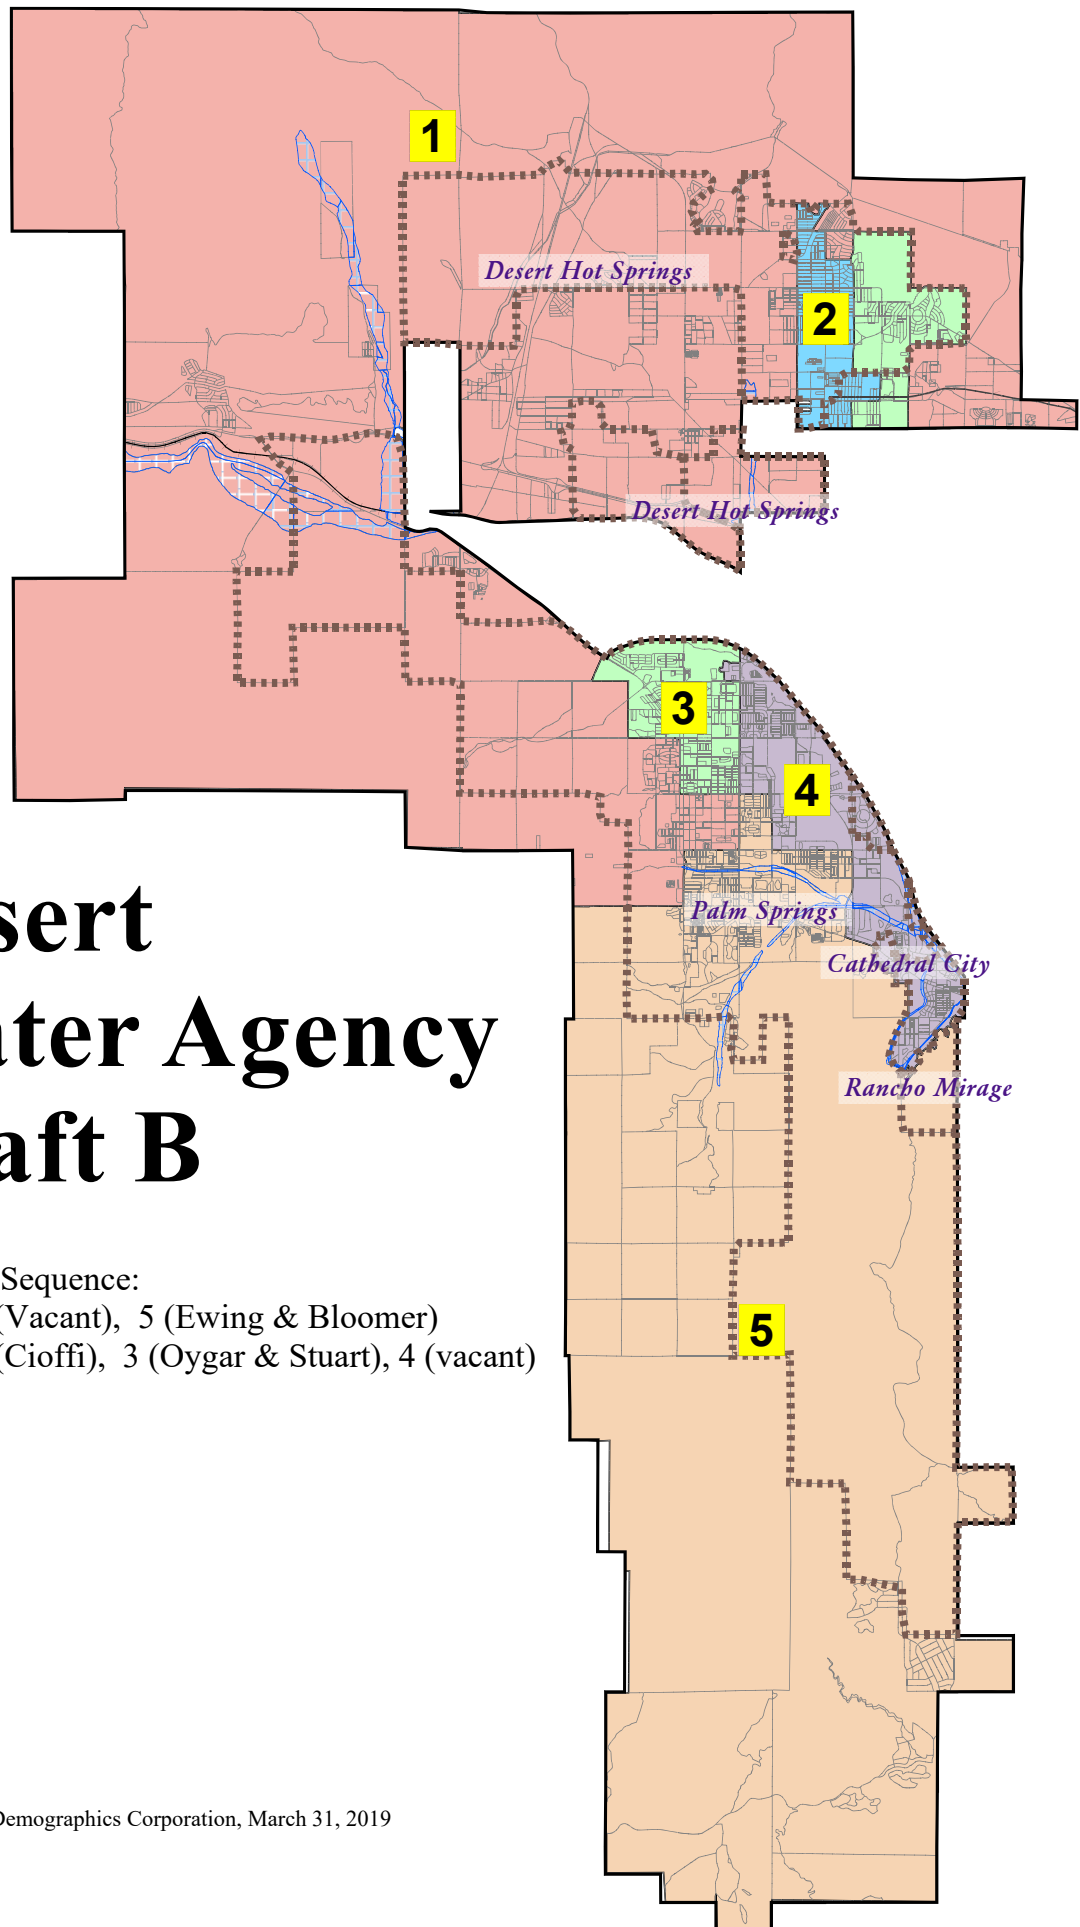 1
Desert Hot Springs
2
Desert Hot Springs
3
4
sert
Palm Springs
Cathedral City
ater Agency
Rancho Mirage
aft B
Sequence:
(Vacant), 5 (Ewing & Bloomer)
5
(Cioffi), 3 (Oygar & Stuart), 4 (vacant)
Demographics Corporation, March 31, 2019